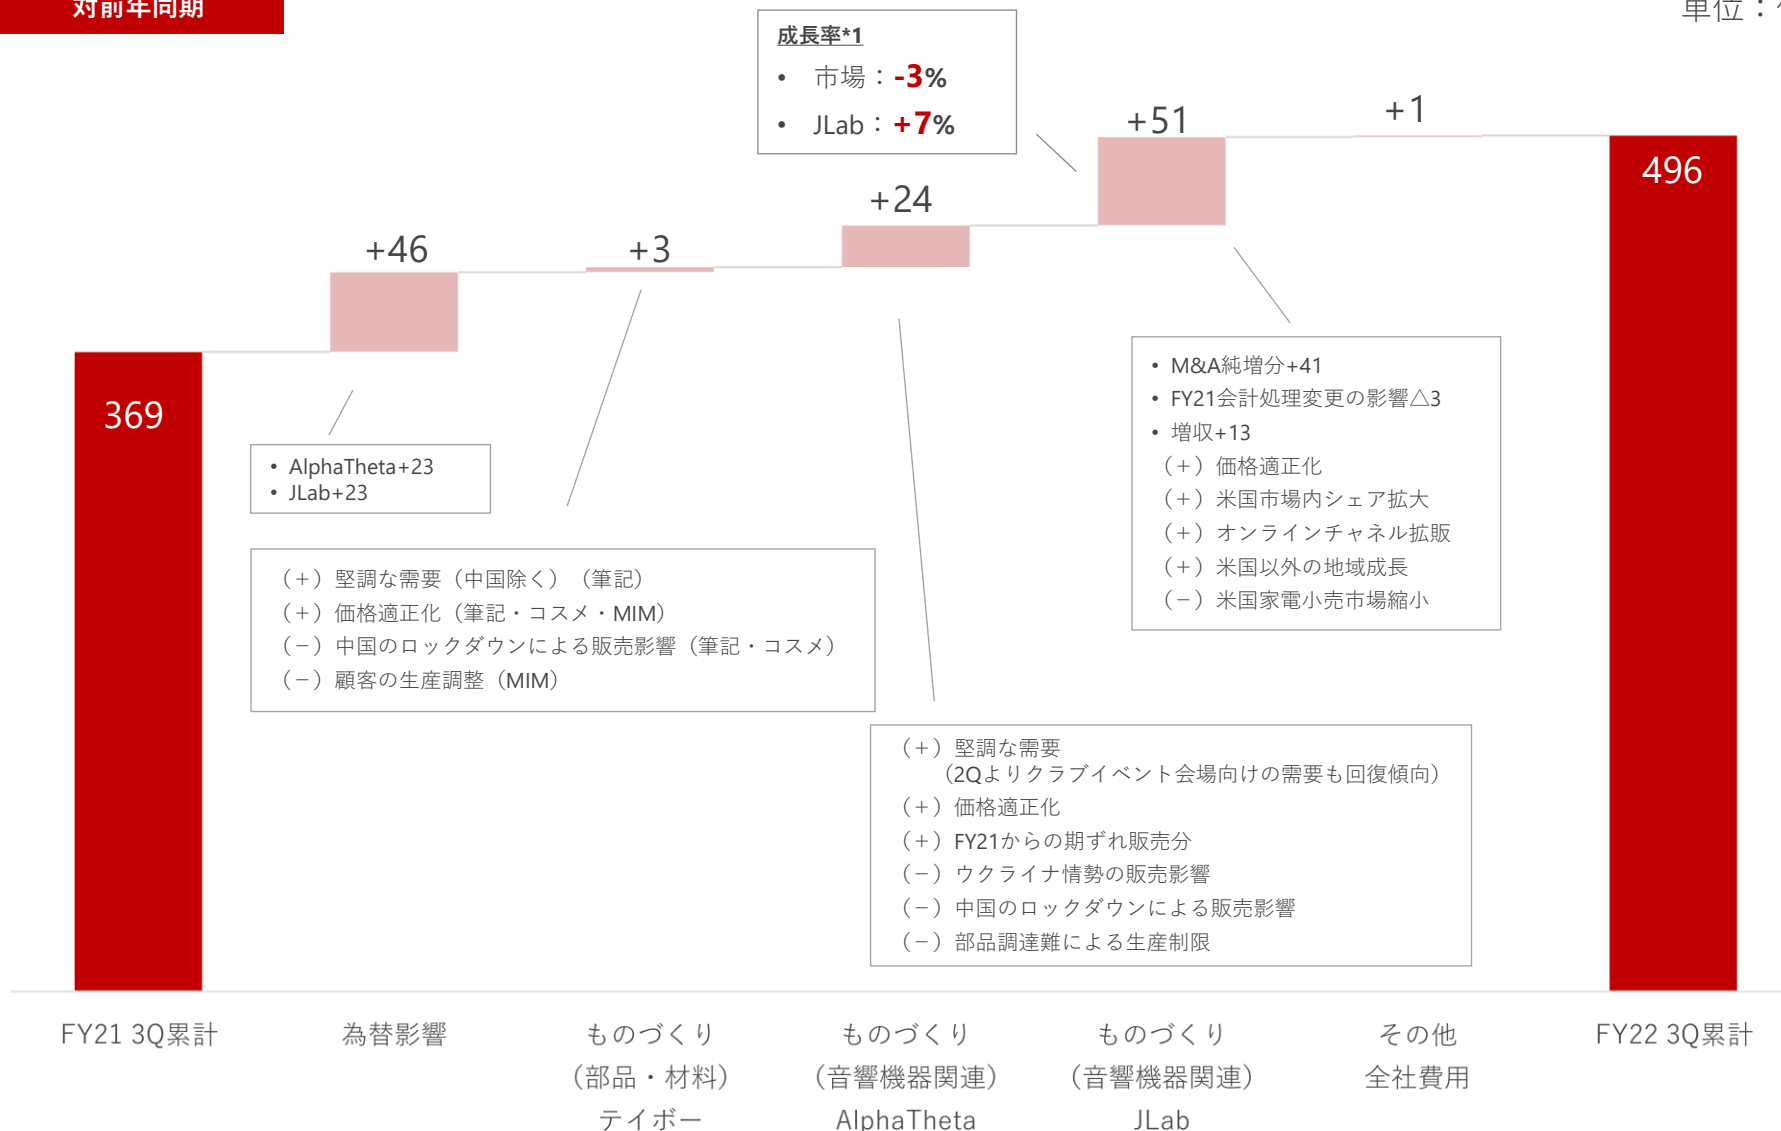 対前年同期
単位：
成長率*1
• 市場：-3%
• JLab：+7%
+46
+3
+24
+51
+1
369
496
• AlphaTheta+23
• JLab+23
（+）堅調な需要（中国除く）（筆記）
（+）価格適正化（筆記・コスメ・MIM）
（−）中国のロックダウンによる販売影響（筆記・コスメ）
（−）顧客の生産調整（MIM）
（+）堅調な需要
（2Qよりクラブイベント会場向けの需要も回復傾向）
（+）価格適正化
（+）FY21からの期ずれ販売分
（−）ウクライナ情勢の販売影響
（−）中国のロックダウンによる販売影響
（−）部品調達難による生産制限
• M&A純増分+41
• FY21会計処理変更の影響△3
• 増収+13
（+）価格適正化
（+）米国市場内シェア拡大
（+）オンラインチャネル拡販
（+）米国以外の地域成長
（−）米国家電小売市場縮小
FY21 3Q累計
為替影響
ものづくり
（部品・材料）
テイボー
ものづくり
（音響機器関連）
AlphaTheta
ものづくり
（音響機器関連）
JLab
その他
全社費用
FY22 3Q累計